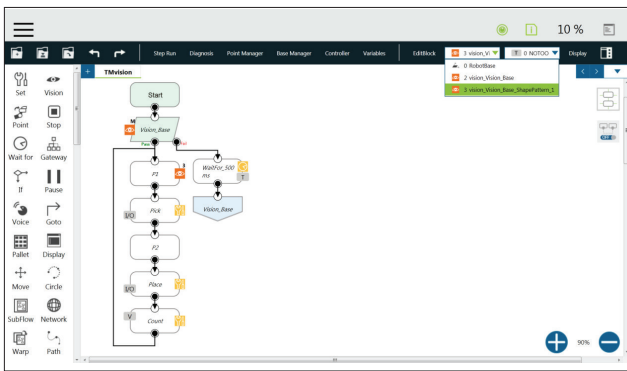 10 %
Step Run Diagnosis Point Manager Base Manager Controller Variables EditBlock 3 vision_Vi T 0 NOTOO Display
0 RobotBase
2 vision_Vision_Base
3 vision_Vision_Base_ShapePattern_1
TMvision
Set Vision
Point Stop
Wait for Gateway
If Pause
Voice Goto
Pallet Display
Move Circle
SubFlow Network
Warp Path
Start
M
Vision_Base
Pass Fail
3
P1
WaitFor_500
ms
T
I/O
Pick
Vision_Base
P2
I/O
Place
V
Count
OFF
90%